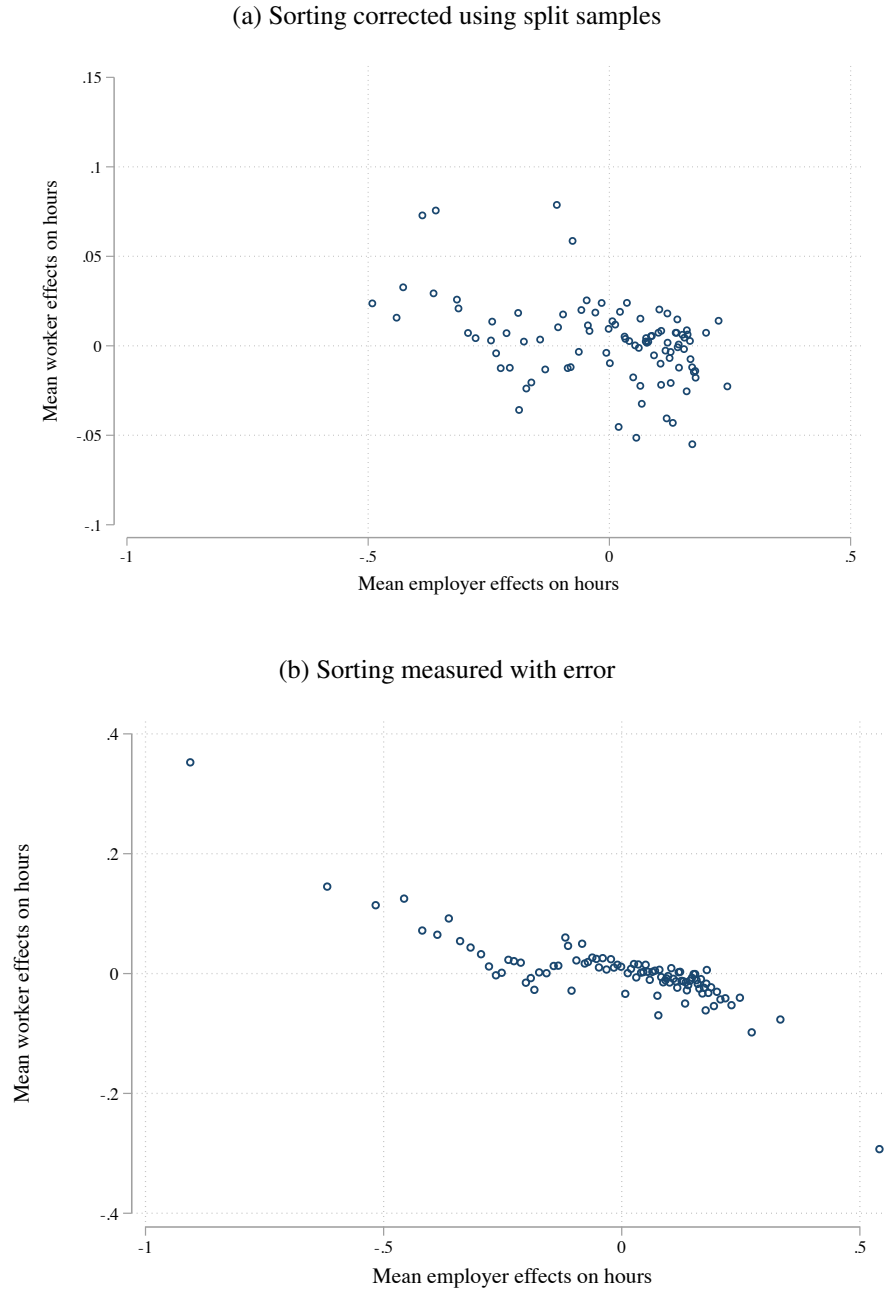 (a) Sorting corrected using split samples
.15
.1
.05
0
-.05
-.1
Mean worker effects on hours
-1 -.5 0 .5
Mean employer effects on hours
(b) Sorting measured with error
.4
.2
0
-.2
-.4
Mean worker effects on hours
-1 -.5 0 .5
Mean employer effects on hours